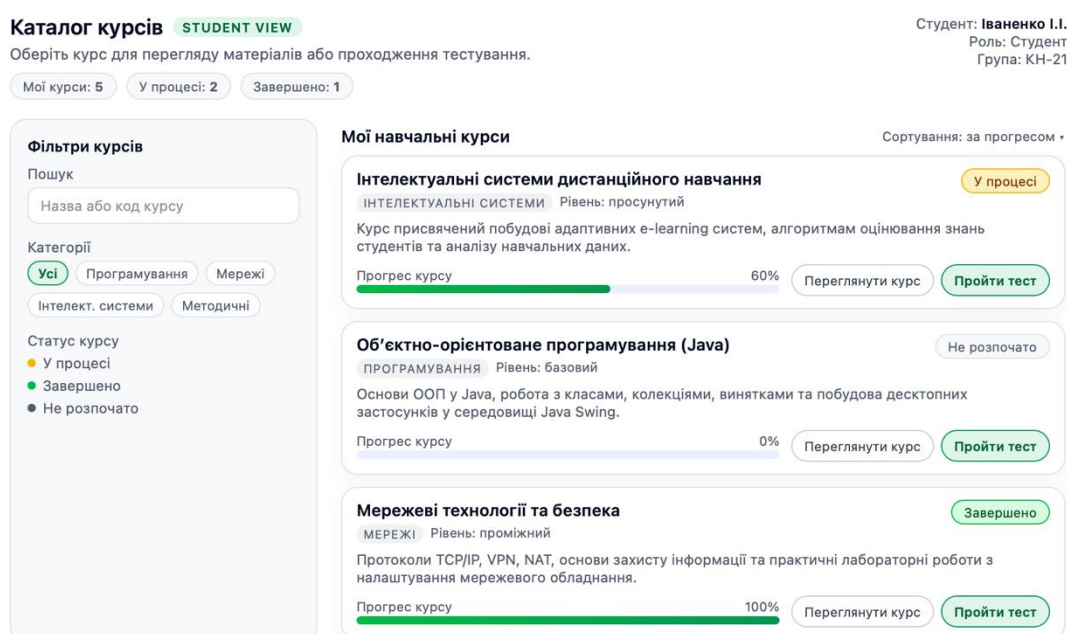 Каталог курсів STUDENT VIEW
Оберіть курс для перегляду матеріалів або проходження тестування.
Мої курси: 5 У процесі: 2 Завершено: 1
Студент: Іваненко І.І.
Роль: Студент
Група: КН-21
Фільтри курсів
Пошук
Назва або код курсу
Категорії
Усі Програмування Мережі
Інтелект. системи Методичні
Статус курсу
У процесі
Завершено
Не розпочато
Мої навчальні курси Сортування: за прогресом
Інтелектуальні системи дистанційного навчання У процесі
ІНТЕЛЕКТУАЛЬНІ СИСТЕМИ Рівень: просунутий
Курс присвячений побудові адаптивних e-learning систем, алгоритмам оцінювання знань
студентів та аналізу навчальних даних.
Прогрес курсу 60% Переглянути курс Пройти тест
Об’єктно-орієнтоване програмування (Java) Не розпочато
ПРОГРАМУВАННЯ Рівень: базовий
Основи ООП у Java, робота з класами, колекціями, винятками та побудова десктопних
застосунків у середовищі Java Swing.
Прогрес курсу 0% Переглянути курс Пройти тест
Мережеві технології та безпека Завершено
МЕРЕЖІ Рівень: проміжний
Протоколи TCP/IP, VPN, NAT, основи захисту інформації та практичні лабораторні роботи з
налаштування мережевого обладнання.
Прогрес курсу 100% Переглянути курс Пройти тест